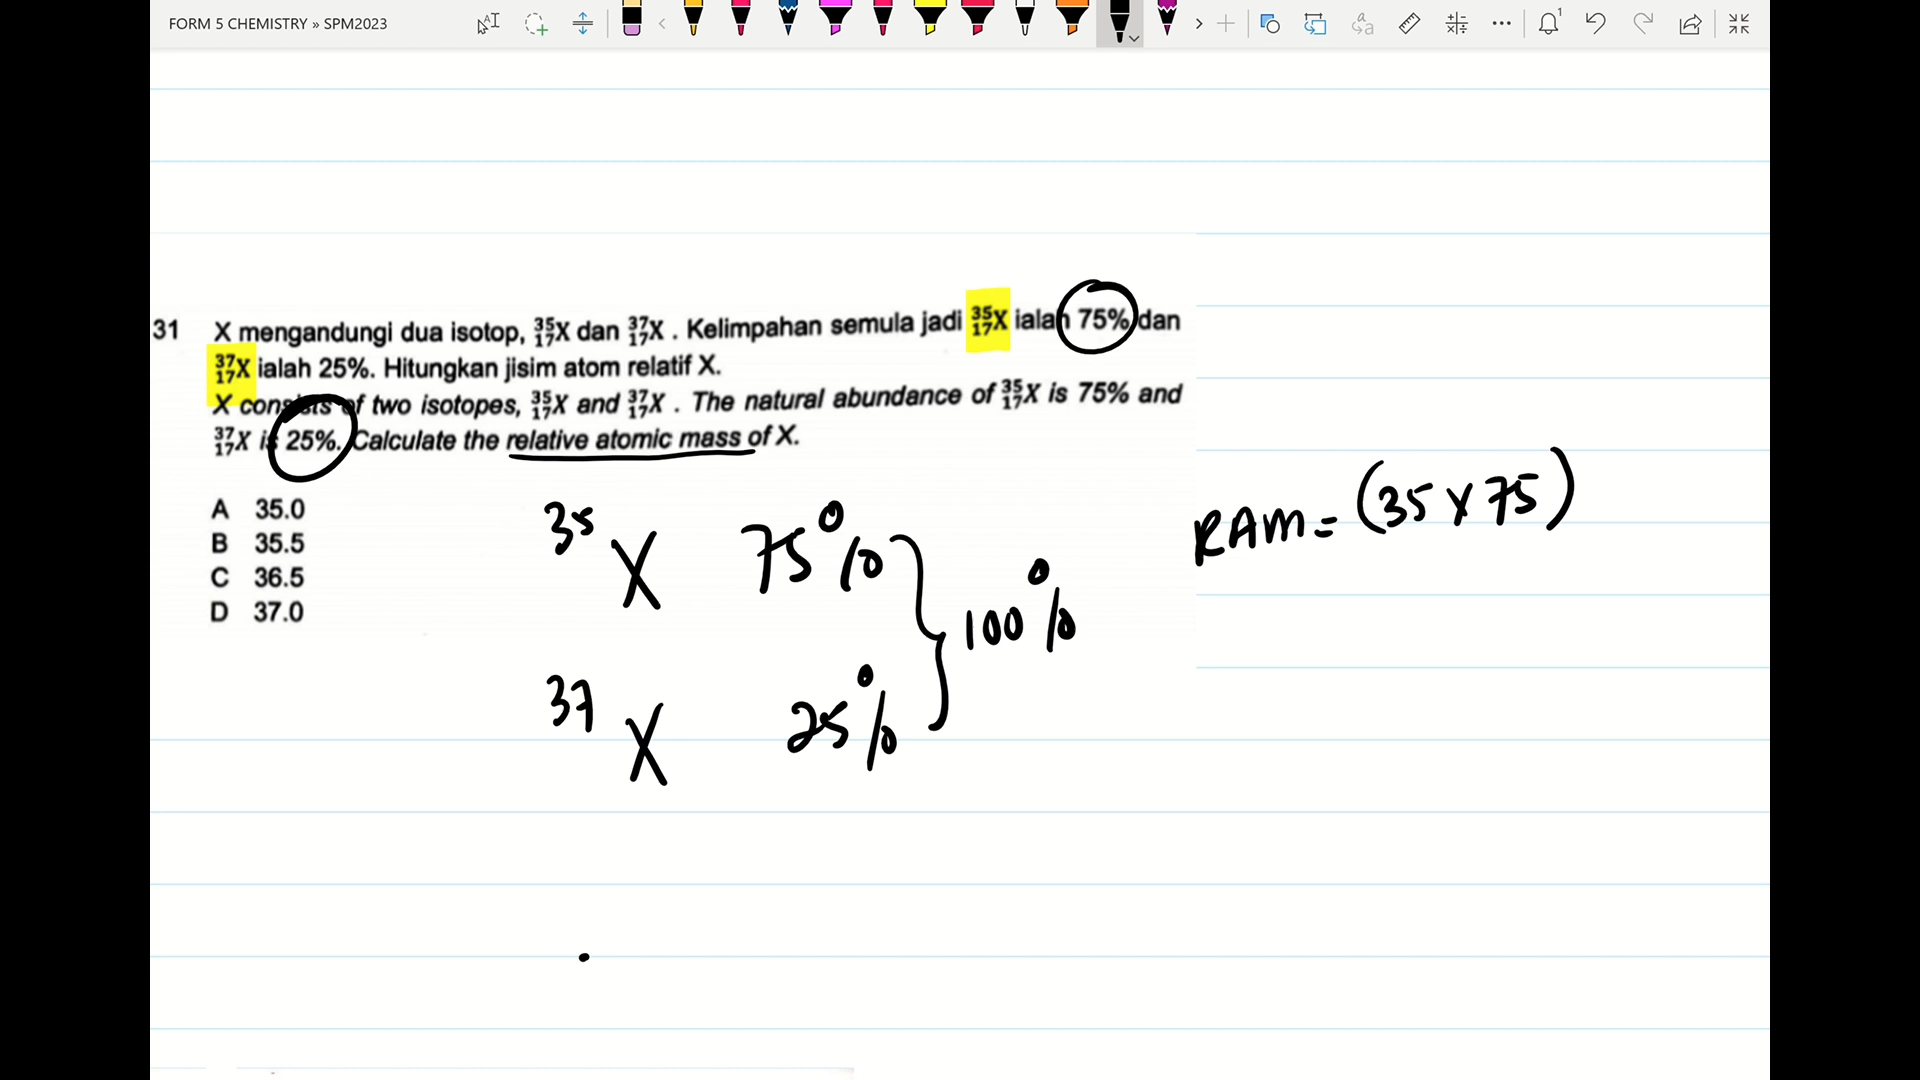 FORM 5 CHEMISTRY » SPM2023
31 X mengandungi dua isotop, ³⁵₁₇X dan ³⁷₁₇X . Kelimpahan semula jadi ³⁵₁₇X ialah 75% dan
³⁷₁₇X ialah 25%. Hitungkan jisim atom relatif X.
X consists of two isotopes, ³⁵₁₇X and ³⁷₁₇X . The natural abundance of ³⁵₁₇X is 75% and
³⁷₁₇X is 25%. Calculate the relative atomic mass of X.
A 35.0
B 35.5
C 36.5
D 37.0
³⁵X 75%
³⁷X 25%
100%
RAM = (35 x 75)